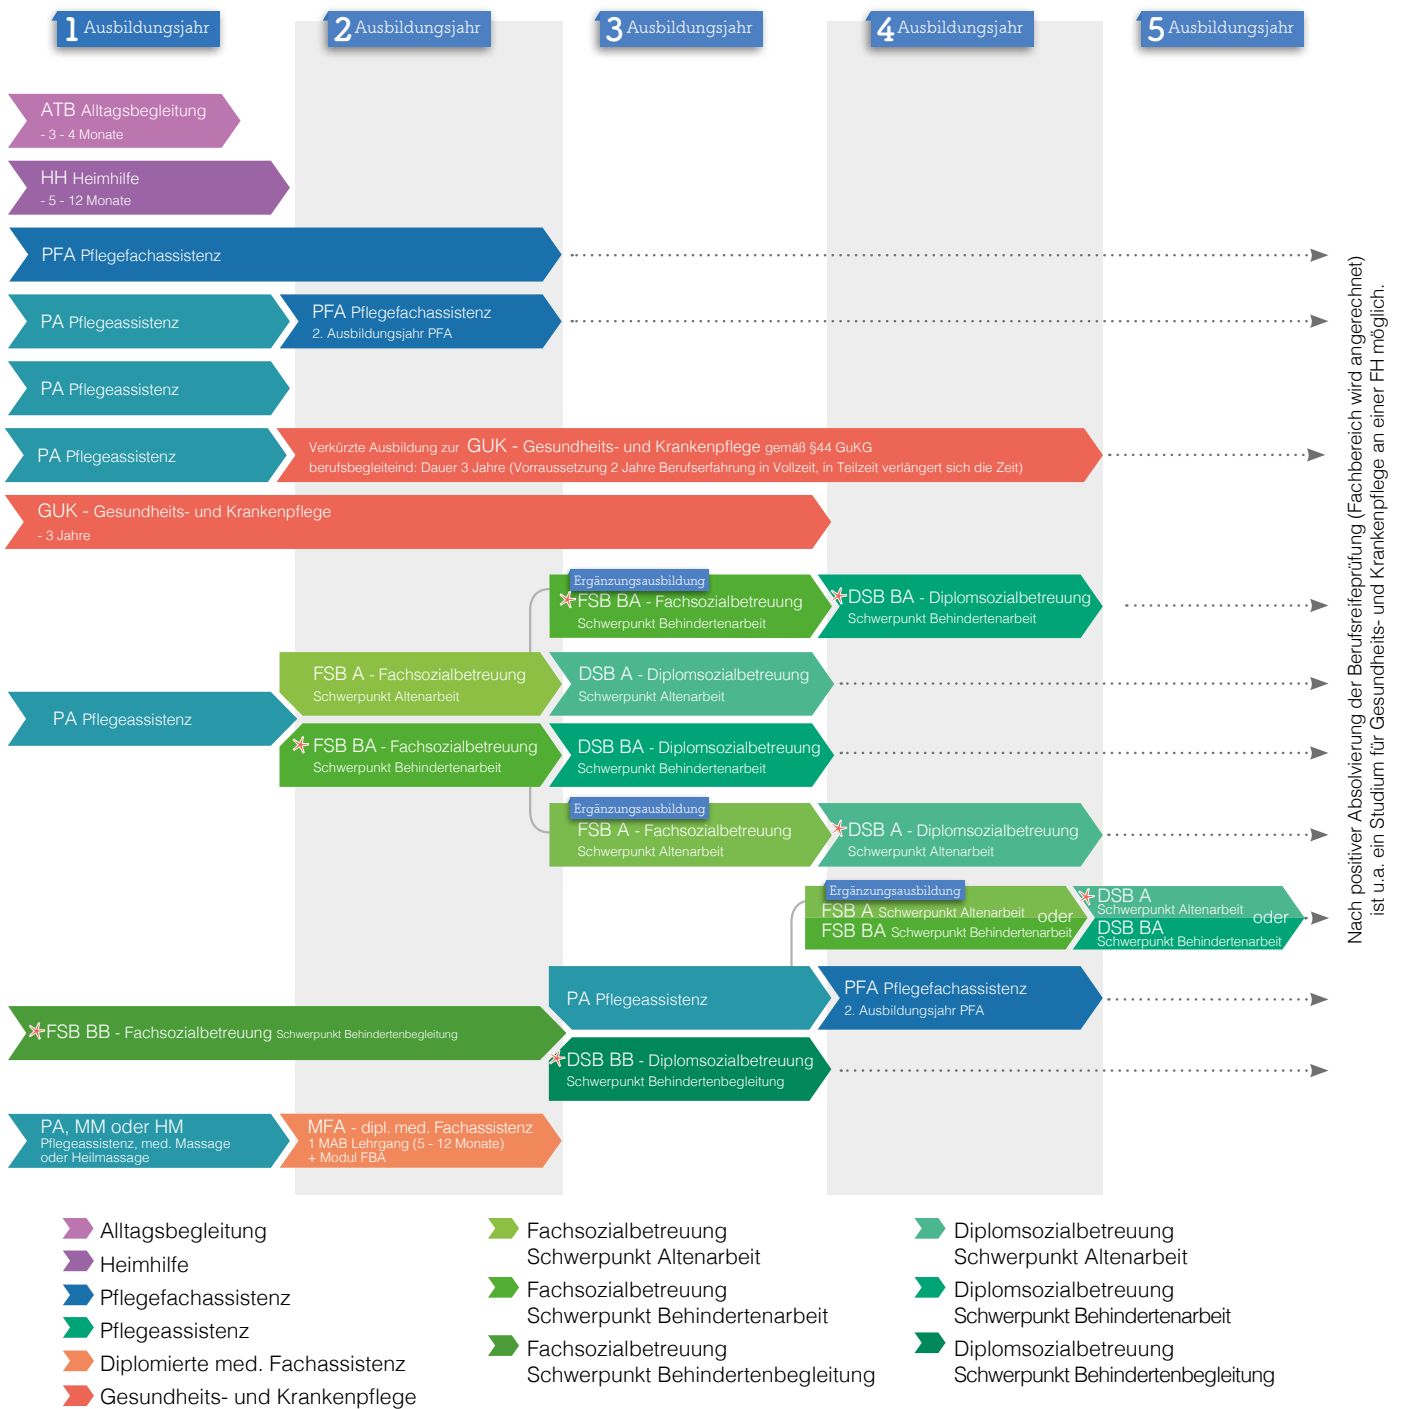 1 Ausbildungsjahr
2 Ausbildungsjahr
3 Ausbildungsjahr
4 Ausbildungsjahr
5 Ausbildungsjahr
ATB Alltagsbegleitung
- 3 - 4 Monate
HH Heimhilfe
- 5 - 12 Monate
PFA Pflegefachassistenz
PA Pflegeassistenz
PFA Pflegefachassistenz
2. Ausbildungsjahr PFA
PA Pflegeassistenz
PA Pflegeassistenz
Verkürzte Ausbildung zur GUK - Gesundheits- und Krankenpflege gemäß §44 GuKG
berufsbegleiteind: Dauer 3 Jahre (Vorraussetzung 2 Jahre Berufserfahrung in Vollzeit, in Teilzeit verlängert sich die Zeit)
GUK - Gesundheits- und Krankenpflege
- 3 Jahre
Ergänzungsausbildung
FSB BA - Fachsozialbetreuung
Schwerpunkt Behindertenarbeit
DSB BA - Diplomsozialbetreuung
Schwerpunkt Behindertenarbeit
FSB A - Fachsozialbetreuung
Schwerpunkt Altenarbeit
DSB A - Diplomsozialbetreuung
Schwerpunkt Altenarbeit
PA Pflegeassistenz
FSB BA - Fachsozialbetreuung
Schwerpunkt Behindertenarbeit
DSB BA - Diplomsozialbetreuung
Schwerpunkt Behindertenarbeit
Ergänzungsausbildung
FSB A - Fachsozialbetreuung
Schwerpunkt Altenarbeit
DSB A - Diplomsozialbetreuung
Schwerpunkt Altenarbeit
Ergänzungsausbildung
FSB A Schwerpunkt Altenarbeit oder
FSB BA Schwerpunkt Behindertenarbeit
DSB A
Schwerpunkt Altenarbeit oder
DSB BA
Schwerpunkt Behindertenarbeit
PA Pflegeassistenz
PFA Pflegefachassistenz
2. Ausbildungsjahr PFA
FSB BB - Fachsozialbetreuung Schwerpunkt Behindertenbegleitung
DSB BB - Diplomsozialbetreuung
Schwerpunkt Behindertenbegleitung
PA, MM oder HM
Pflegeassistenz, med. Massage
oder Heilmassage
MFA - dipl. med. Fachassistenz
1 MAB Lehrgang (5 - 12 Monate)
+ Modul FBA
Nach positiver Absolvierung der Berufsreifeprüfung (Fachbereich wird angerechnet)
ist u.a. ein Studium für Gesundheits- und Krankenpflege an einer FH möglich.
Alltagsbegleitung
Heimhilfe
Pflegefachassistenz
Pflegeassistenz
Diplomierte med. Fachassistenz
Gesundheits- und Krankenpflege
Fachsozialbetreuung
Schwerpunkt Altenarbeit
Fachsozialbetreuung
Schwerpunkt Behindertenarbeit
Fachsozialbetreuung
Schwerpunkt Behindertenbegleitung
Diplomsozialbetreuung
Schwerpunkt Altenarbeit
Diplomsozialbetreuung
Schwerpunkt Behindertenarbeit
Diplomsozialbetreuung
Schwerpunkt Behindertenbegleitung